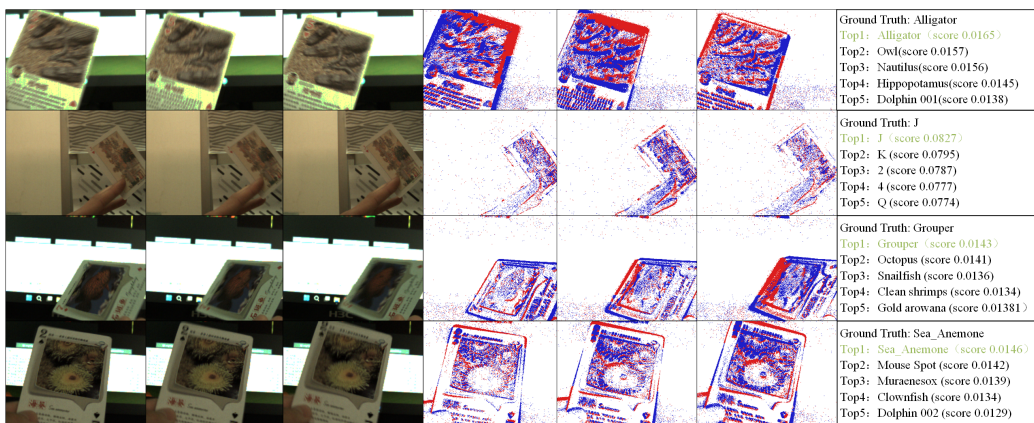 Ground Truth: Alligator
Top1: Alligator（score 0.0165）
Top2: Owl(score 0.0157)
Top3: Nautilus(score 0.0156)
Top4: Hippopotamus(score 0.0145)
Top5: Dolphin 001(score 0.0138)
Ground Truth: J
Top1: J（score 0.0827）
Top2: K (score 0.0795)
Top3: 2 (score 0.0787)
Top4: 4 (score 0.0777)
Top5: Q (score 0.0774)
Ground Truth: Grouper
Top1: Grouper（score 0.0143）
Top2: Octopus (score 0.0141)
Top3: Snailfish (score 0.0136)
Top4: Clean shrimps (score 0.0134)
Top5: Gold arowana (score 0.01381）
Ground Truth: Sea_Anemone
Top1: Sea_Anemone（score 0.0146）
Top2: Mouse Spot (score 0.0142)
Top3: Muraenesox (score 0.0139)
Top4: Clownfish (score 0.0134)
Top5: Dolphin 002 (score 0.0129)